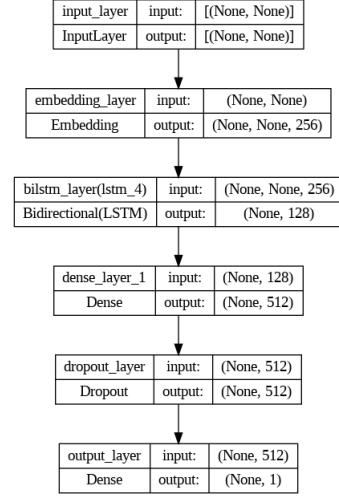 input_layer input: [(None, None)]
InputLayer output: [(None, None)]
embedding_layer input: (None, None)
Embedding output: (None, None, 256)
bilstm_layer(lstm_4) input: (None, None, 256)
Bidirectional(LSTM) output: (None, 128)
dense_layer_1 input: (None, 128)
Dense output: (None, 512)
dropout_layer input: (None, 512)
Dropout output: (None, 512)
output_layer input: (None, 512)
Dense output: (None, 1)